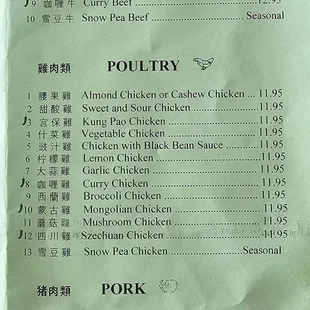 9 咖喱牛 Curry Beef 12.95
10 雪豆牛 Snow Pea Beef Seasonal
雞肉類 POULTRY
1 腰果雞 Almond Chicken or Cashew Chicken ... 11.95
2 甜酸雞 Sweet and Sour Chicken 11.95
3 宮保雞 Kung Pao Chicken 11.95
4 什菜雞 Vegetable Chicken 11.95
5 豉汁雞 Chicken with Black Bean Sauce 11.95
6 柠檬雞 Lemon Chicken 11.95
7 大蒜雞 Garlic Chicken 11.95
8 咖喱雞 Curry Chicken 11.95
9 西蘭雞 Broccoli Chicken 11.95
10 蒙古雞 Mongolian Chicken 11.95
11 蘑菇雞 Mushroom Chicken 11.95
12 四川雞 Szechuan Chicken 11.95
13 雪豆雞 Snow Pea Chicken Seasonal
猪肉類 PORK